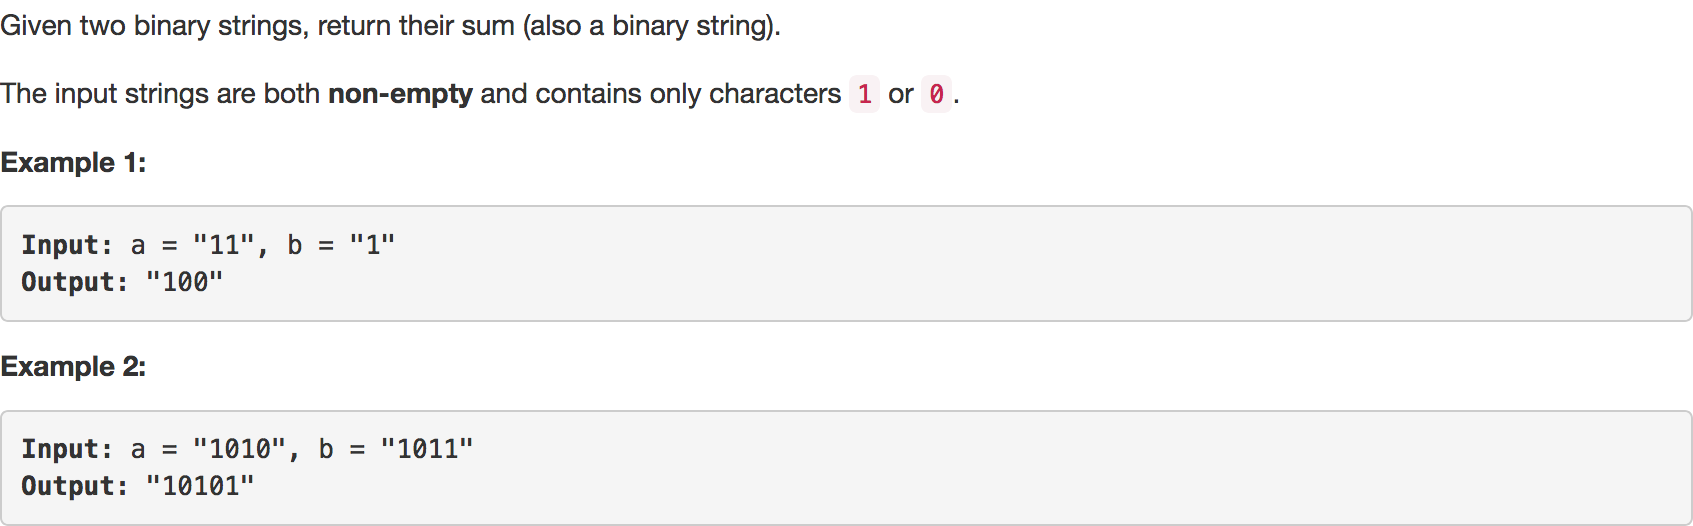 Given two binary strings, return their sum (also a binary string).
The input strings are both non-empty and contains only characters 1 or 0 .
Example 1:
Input: a = "11", b = "1"
Output: "100"
Example 2:
Input: a = "1010", b = "1011"
Output: "10101"